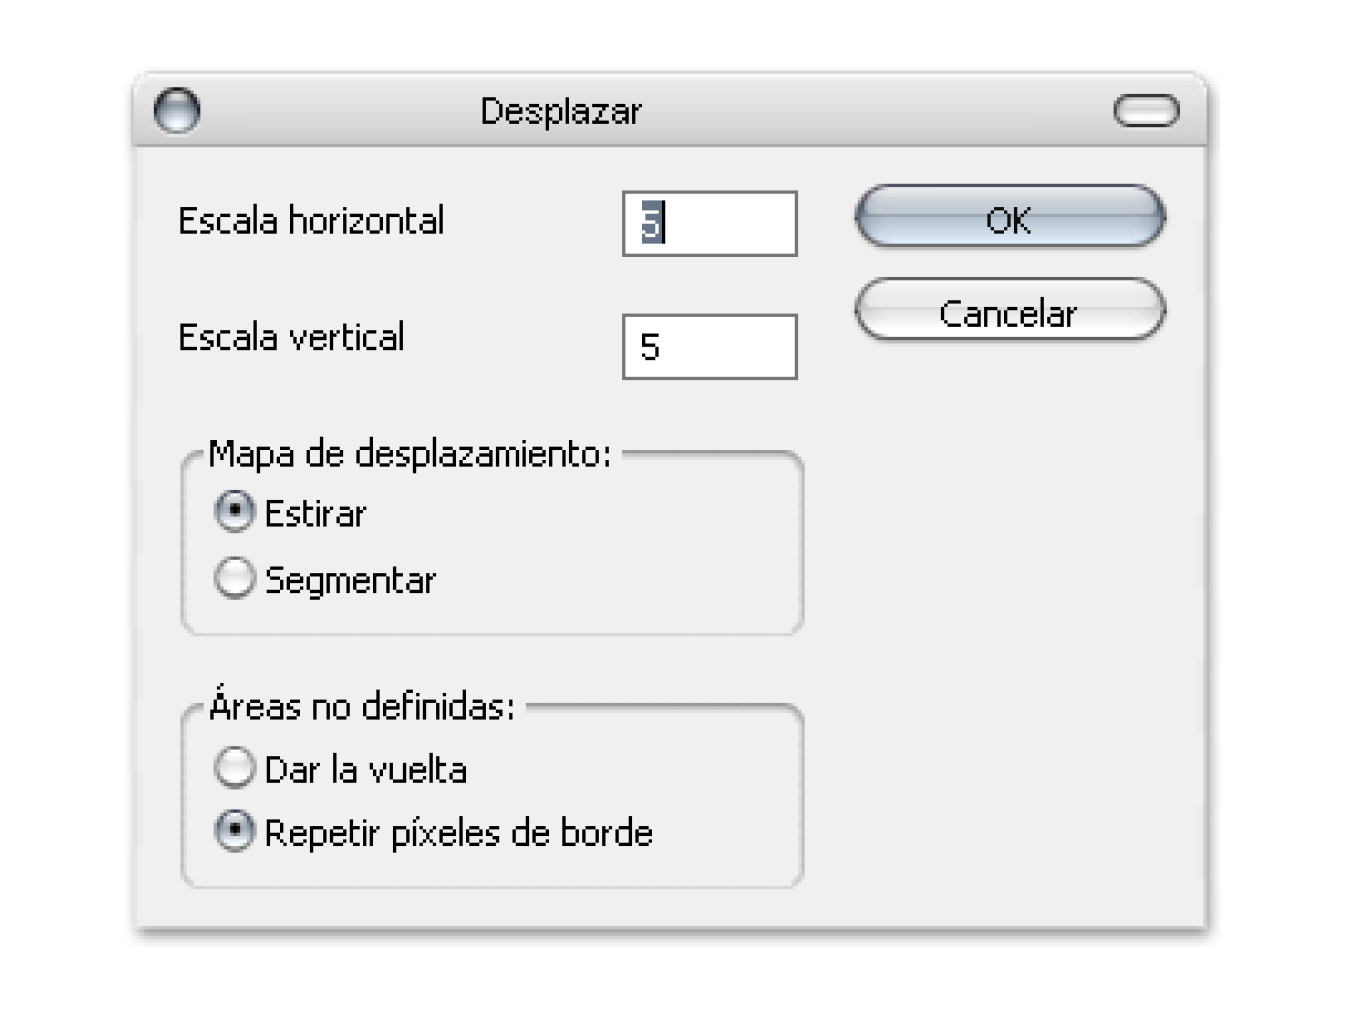 Desplazar
Escala horizontal
5
OK
Cancelar
Escala vertical
5
Mapa de desplazamiento:
Estirar
Segmentar
Áreas no definidas:
Dar la vuelta
Repetir píxeles de borde